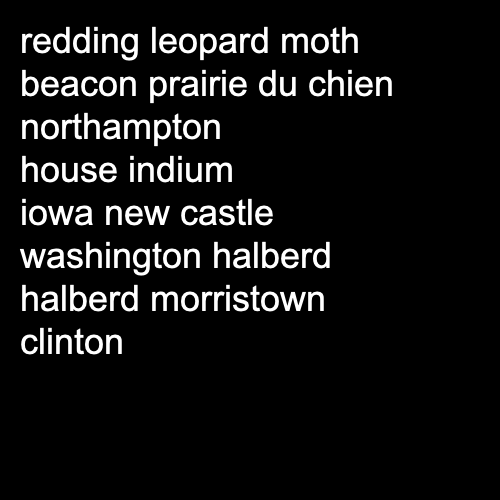 redding leopard moth
beacon prairie du chien
northampton
house indium
iowa new castle
washington halberd
halberd morristown
clinton